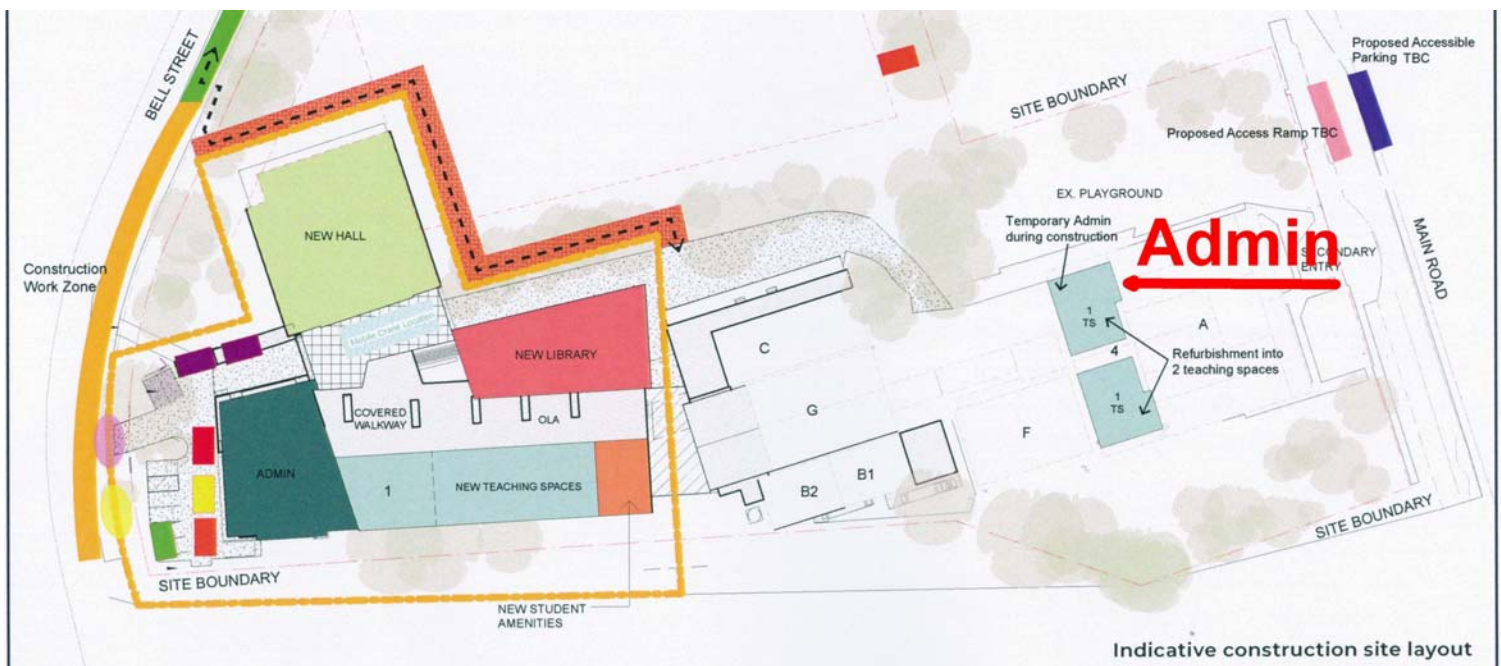 BELL STREET
Proposed Accessible
Parking TBC
SITE BOUNDARY
Proposed Access Ramp TBC
EX. PLAYGROUND
Temporary Admin
during construction
Admin
SECONDARY
ENTRY
MAIN ROAD
NEW HALL
Construction
Work Zone
Mobile Crane Location
NEW LIBRARY
C
1
TS
A
4
Refurbishment into
2 teaching spaces
1
TS
COVERED
WALKWAY
OLA
G
F
ADMIN
1
NEW TEACHING SPACES
B1
B2
SITE BOUNDARY
SITE BOUNDARY
NEW STUDENT
AMENITIES
Indicative construction site layout